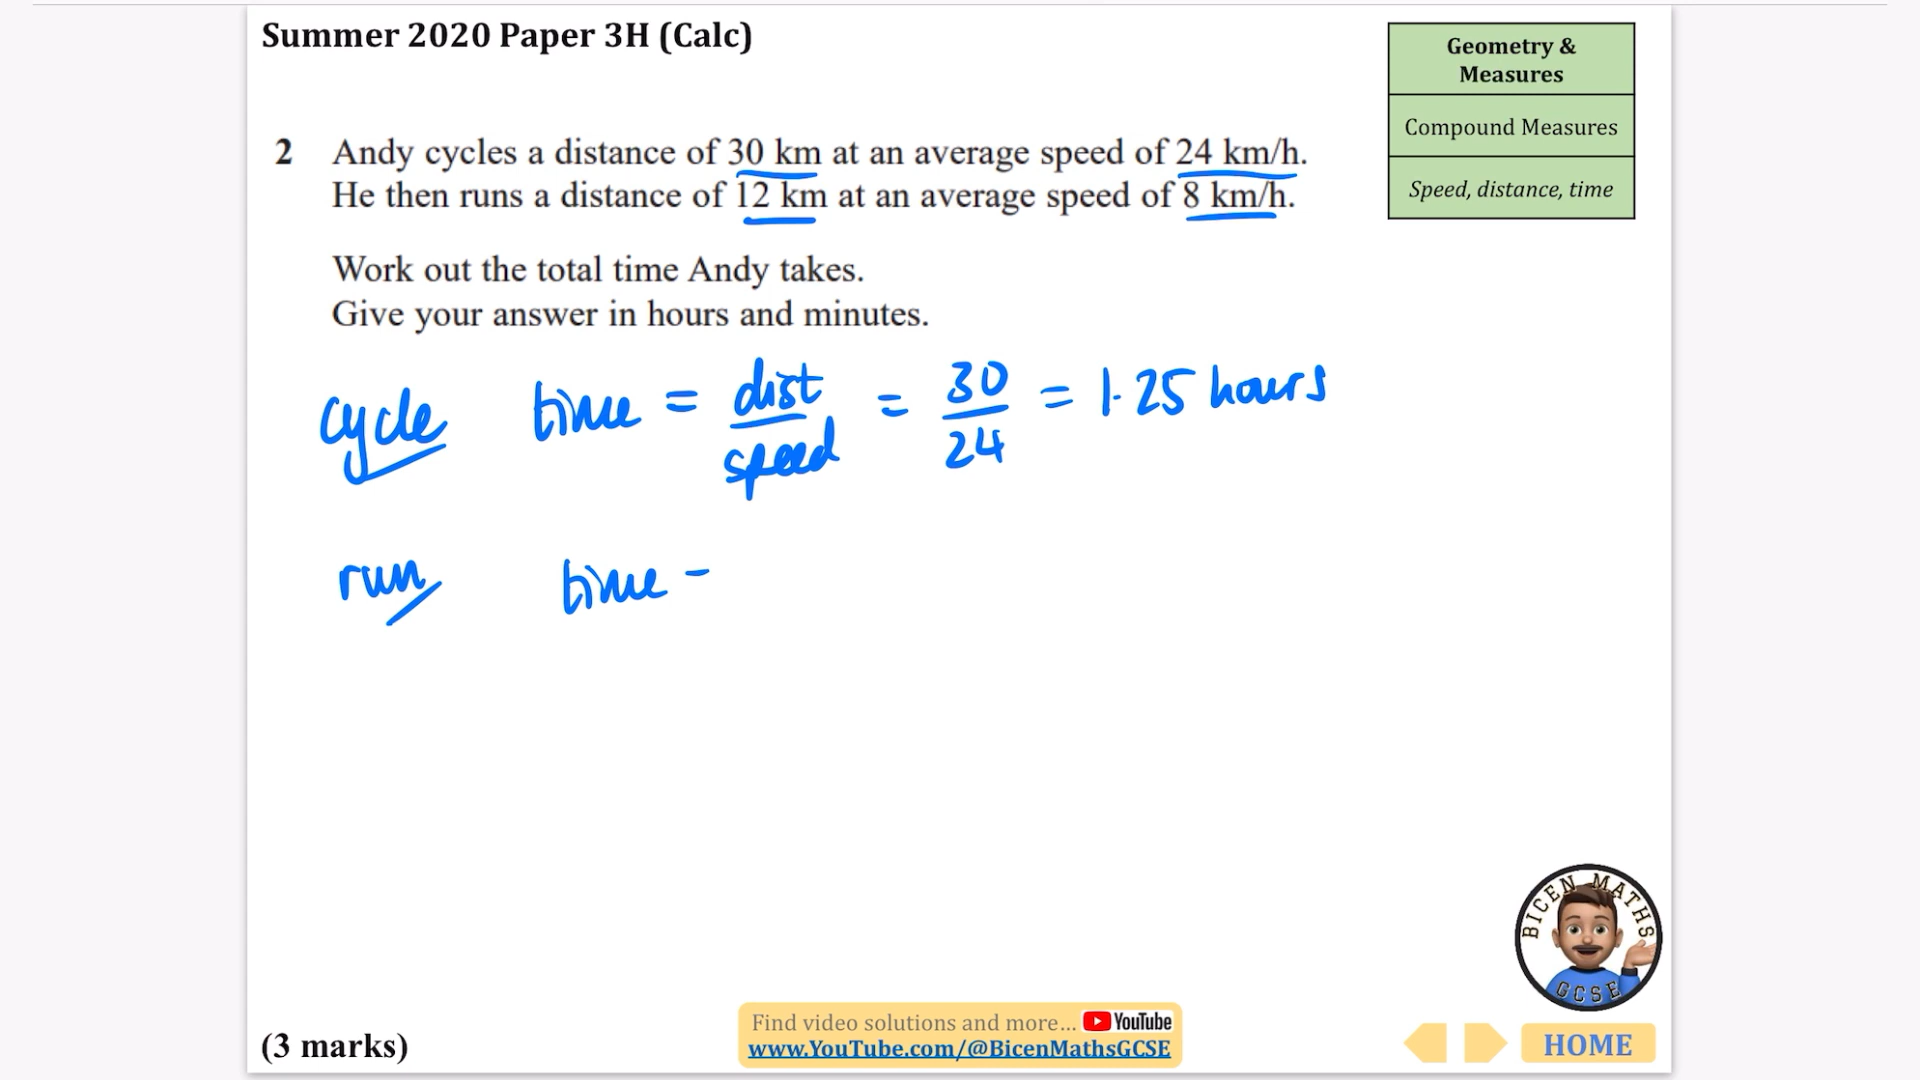 Summer 2020 Paper 3H (Calc)
Geometry &
Measures
Compound Measures
Speed, distance, time
2 Andy cycles a distance of 30 km at an average speed of 24 km/h.
He then runs a distance of 12 km at an average speed of 8 km/h.
Work out the total time Andy takes.
Give your answer in hours and minutes.
cycle time = dist/speed = 30/24 = 1.25 hours
run time -
BICEN MATHS
GCSE
(3 marks)
Find video solutions and more... YouTube
www.YouTube.com/@BicenMathsGCSE
HOME